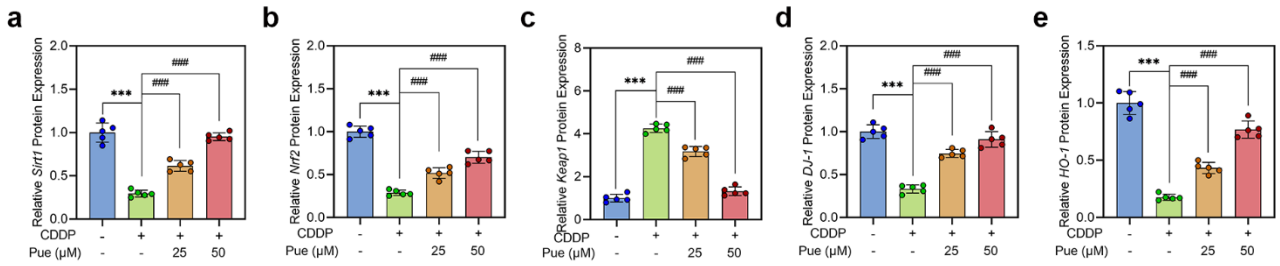 a
Relative Sirt1 Protein Expression
2.0
1.5
1.0
0.5
0.0
***
###
###
CDDP - + + +
Pue (μM) - - 25 50
b
Relative Nrf2 Protein Expression
2.0
1.5
1.0
0.5
0.0
***
###
###
CDDP - + + +
Pue (μM) - - 25 50
c
Relative Keap1 Protein Expression
8
6
4
2
0
***
###
###
CDDP - + + +
Pue (μM) - - 25 50
d
Relative DJ-1 Protein Expression
2.0
1.5
1.0
0.5
0.0
***
###
###
CDDP - + + +
Pue (μM) - - 25 50
e
Relative HO-1 Protein Expression
1.5
1.0
0.5
0.0
***
###
###
CDDP - + + +
Pue (μM) - - 25 50